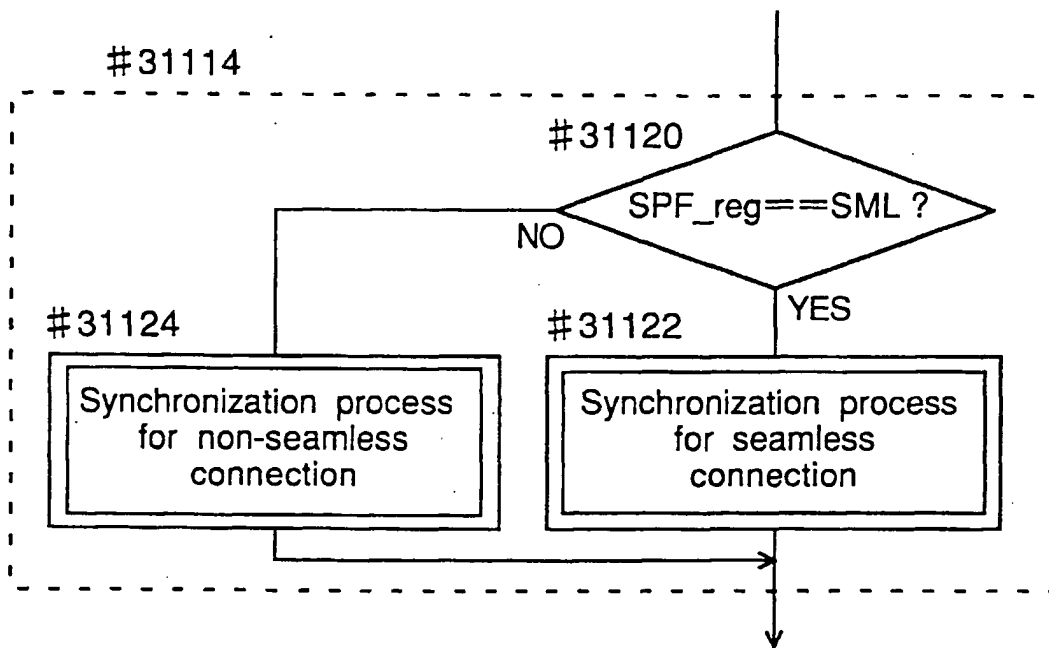 #31114
#31120
SPF_reg==SML ?
NO
YES
#31124
#31122
Synchronization process
for non-seamless
connection
Synchronization process
for seamless
connection